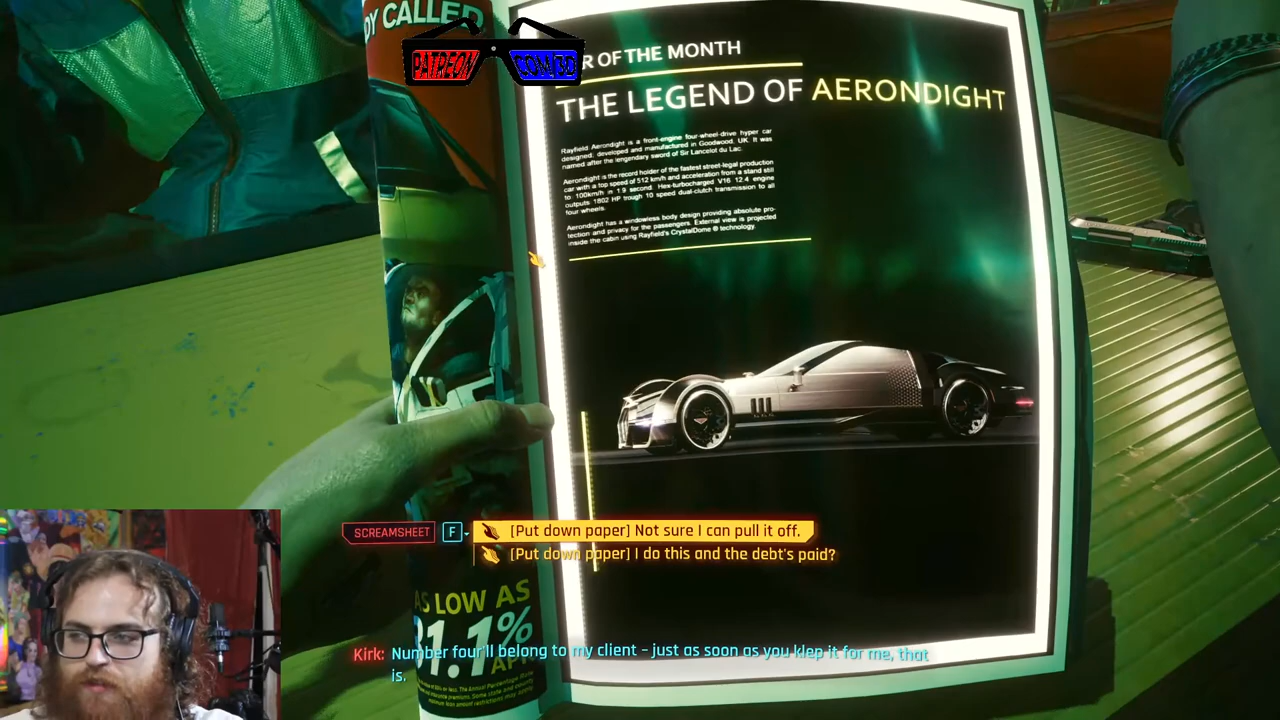 DY CALLED
PATREON COM3D
R OF THE MONTH
THE LEGEND OF AERONDIGHT
Rayfield Aerondight is a front-engine four-wheel-drive hyper car
designed, developed and manufactured in Goodwood, UK. It was
named after the lengendary sword of Sir Lancelot du Lac.
Aerondight is the record holder of the fastest street-legal production
car with a top speed of 512 km/h and acceleration from a stand still
to 100km/h in 1.9 second. Hex-turbocharged V16 12.4 engine
outputs 1802 HP trough 10 speed dual-clutch transmission to all
four wheels.
Aerondight has a windowless body design providing absolute pro-
tection and privacy for the passengers. External view is projected
inside the cabin using Rayfield's CrystalDome ® technology.
SCREAMSHEET F [Put down paper] Not sure I can pull it off.
[Put down paper] I do this and the debt's paid?
AS LOW AS
31.1%
APR
Kirk: Number four'll belong to my client – just as soon as you klep it for me, that
is.